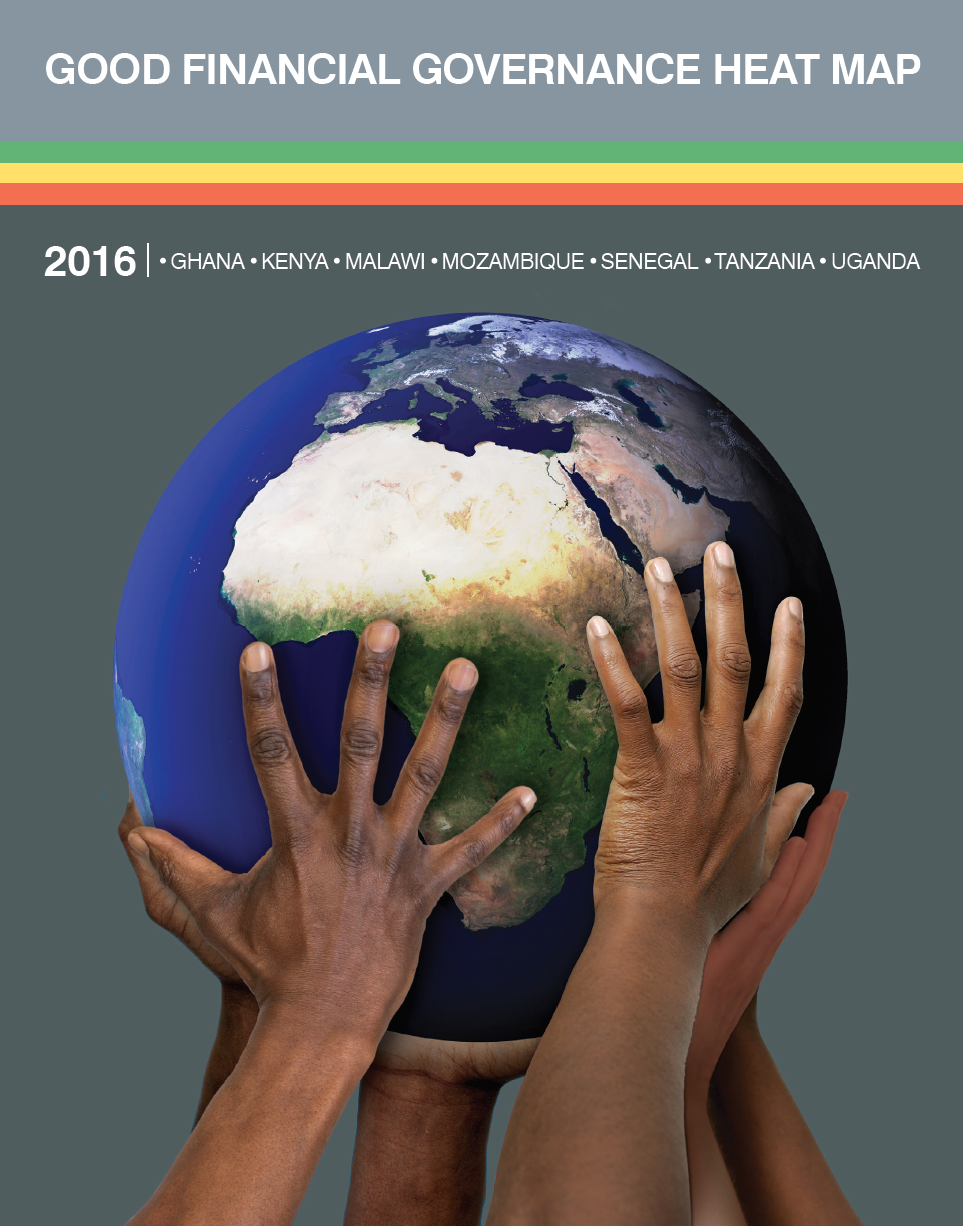 GOOD FINANCIAL GOVERNANCE HEAT MAP
2016 | • GHANA • KENYA • MALAWI • MOZAMBIQUE • SENEGAL • TANZANIA • UGANDA